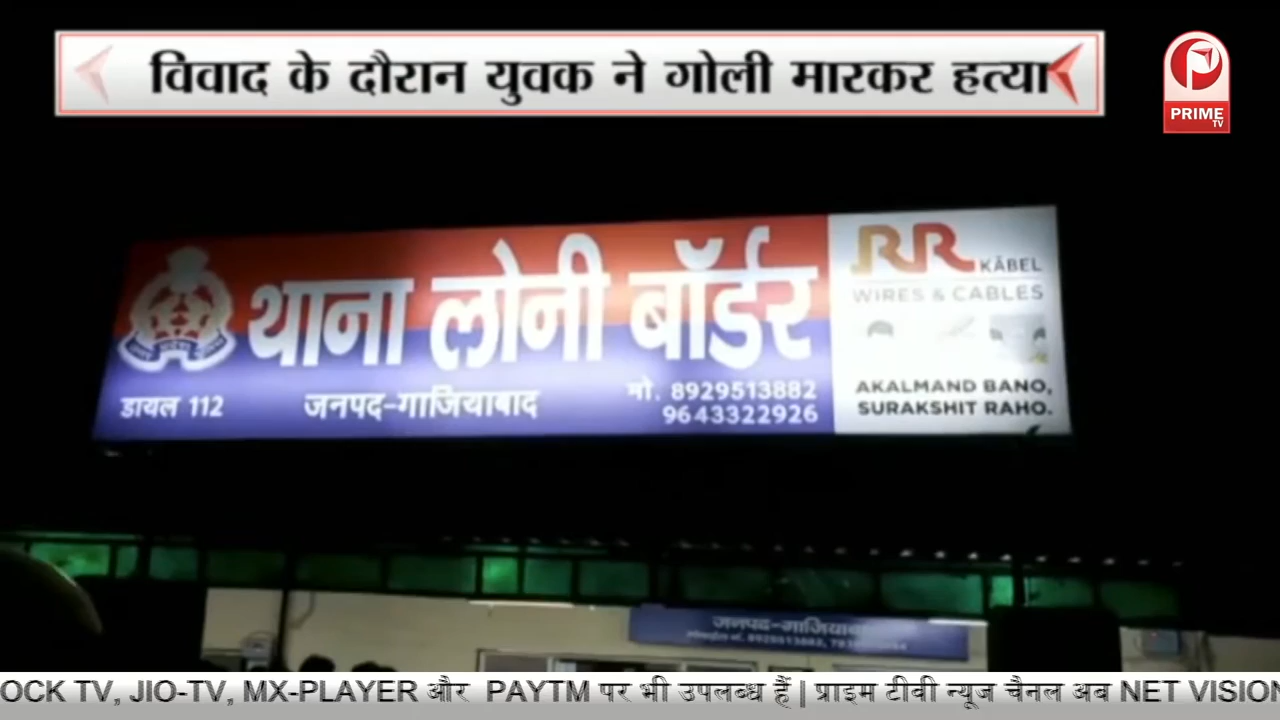 विवाद के दौरान युवक ने गोली मारकर हत्या
PRIME
TV
थाना लोनी बॉर्डर
डायल 112
जनपद-गाजियाबाद
मो. 8929513882
9643322926
RR
KĀBEL
WIRES & CABLES
AKALMAND BANO,
SURAKSHIT RAHO.
जनपद-गाजियाबाद
OCK TV, JIO-TV, MX-PLAYER और PAYTM पर भी उपलब्ध हैं | प्राइम टीवी न्यूज चैनल अब NET VISION